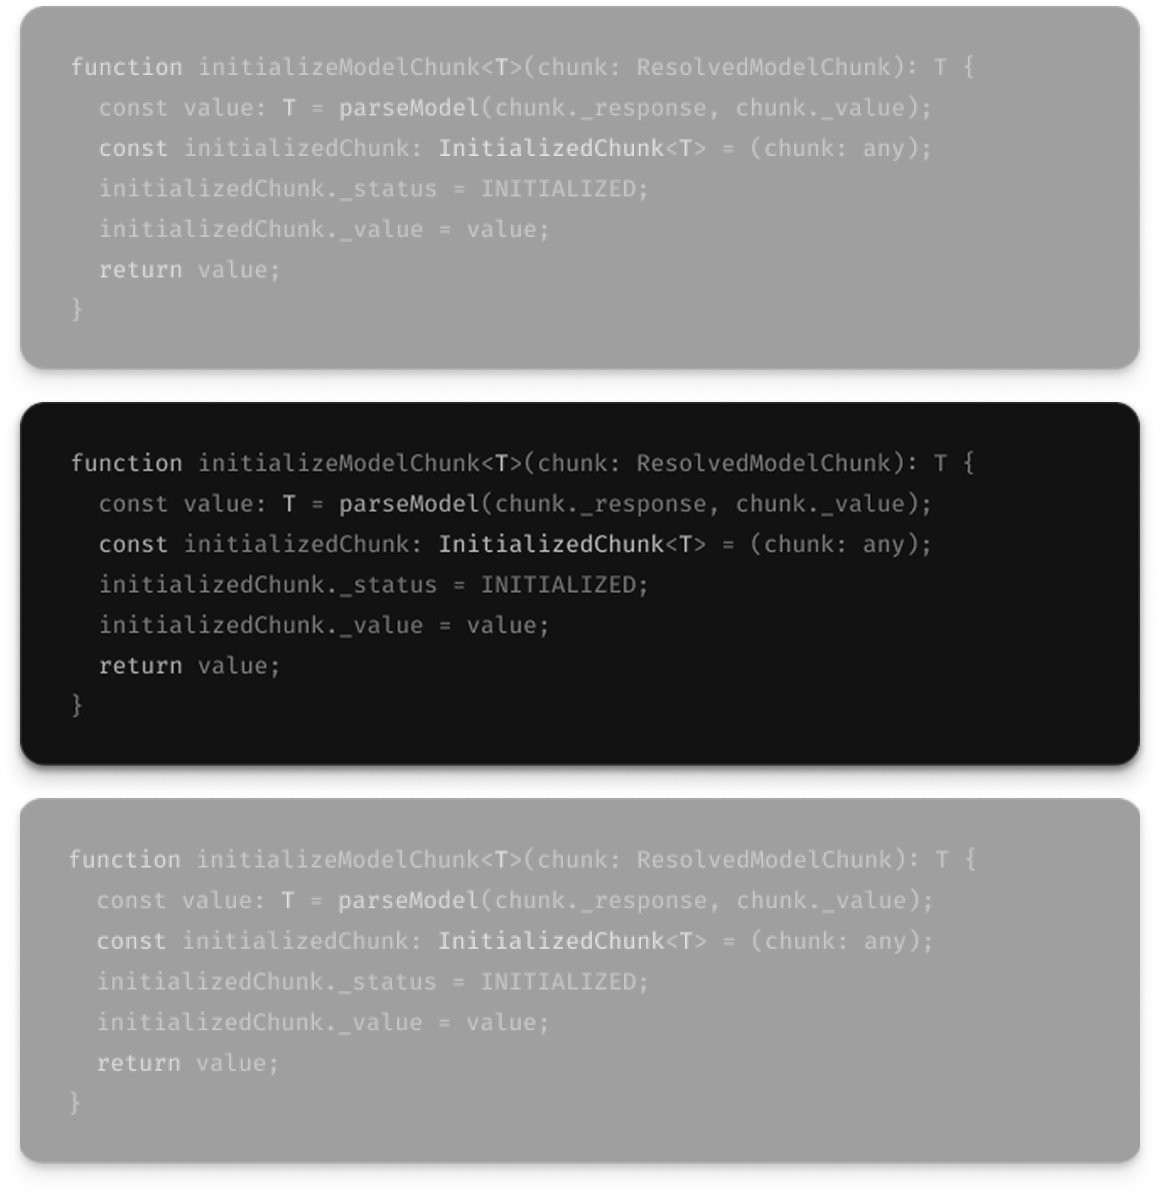 function initializeModelChunk<T>(chunk: ResolvedModelChunk): T {
  const value: T = parseModel(chunk._response, chunk._value);
  const initializedChunk: InitializedChunk<T> = (chunk: any);
  initializedChunk._status = INITIALIZED;
  initializedChunk._value = value;
  return value;
}
function initializeModelChunk<T>(chunk: ResolvedModelChunk): T {
  const value: T = parseModel(chunk._response, chunk._value);
  const initializedChunk: InitializedChunk<T> = (chunk: any);
  initializedChunk._status = INITIALIZED;
  initializedChunk._value = value;
  return value;
}
function initializeModelChunk<T>(chunk: ResolvedModelChunk): T {
  const value: T = parseModel(chunk._response, chunk._value);
  const initializedChunk: InitializedChunk<T> = (chunk: any);
  initializedChunk._status = INITIALIZED;
  initializedChunk._value = value;
  return value;
}